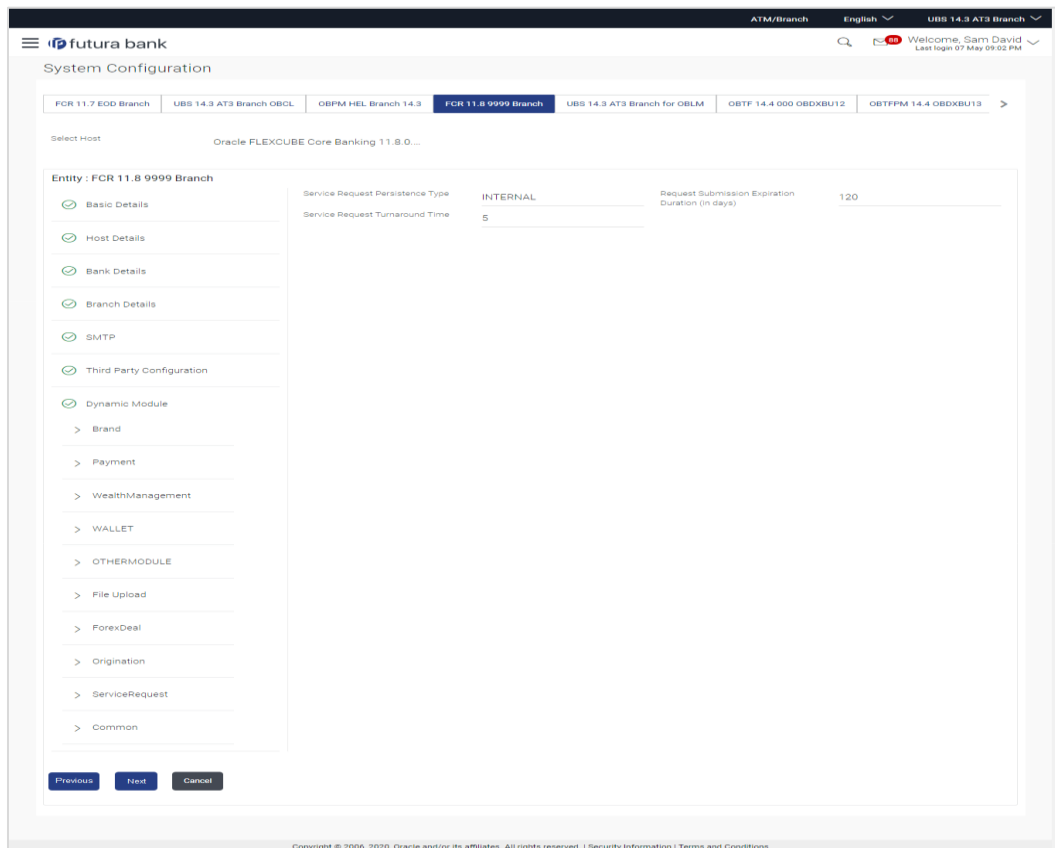 ATM/Branch English UBS 14.3 AT3 Branch
futura bank
88
Welcome, Sam David
Last login 07 May 09:02 PM
System Configuration
FCR 11.7 EOD Branch UBS 14.3 AT3 Branch OBCL OBPM HEL Branch 14.3 FCR 11.8 9999 Branch UBS 14.3 AT3 Branch for OBLM OBTF 14.4 000 OBDXBU12 OBTFPM 14.4 OBDXBU13 >
Select Host Oracle FLEXCUBE Core Banking 11.8.0....
Entity : FCR 11.8 9999 Branch
Basic Details
Host Details
Bank Details
Branch Details
SMTP
Third Party Configuration
Dynamic Module
> Brand
> Payment
> WealthManagement
> WALLET
> OTHERMODULE
> File Upload
> ForexDeal
> Origination
> ServiceRequest
> Common
Service Request Persistence Type INTERNAL
Request Submission Expiration
Duration (in days) 120
Service Request Turnaround Time 5
Previous Next Cancel
Copyright © 2006, 2020, Oracle and/or its affiliates. All rights reserved. | Security Information | Terms and Conditions